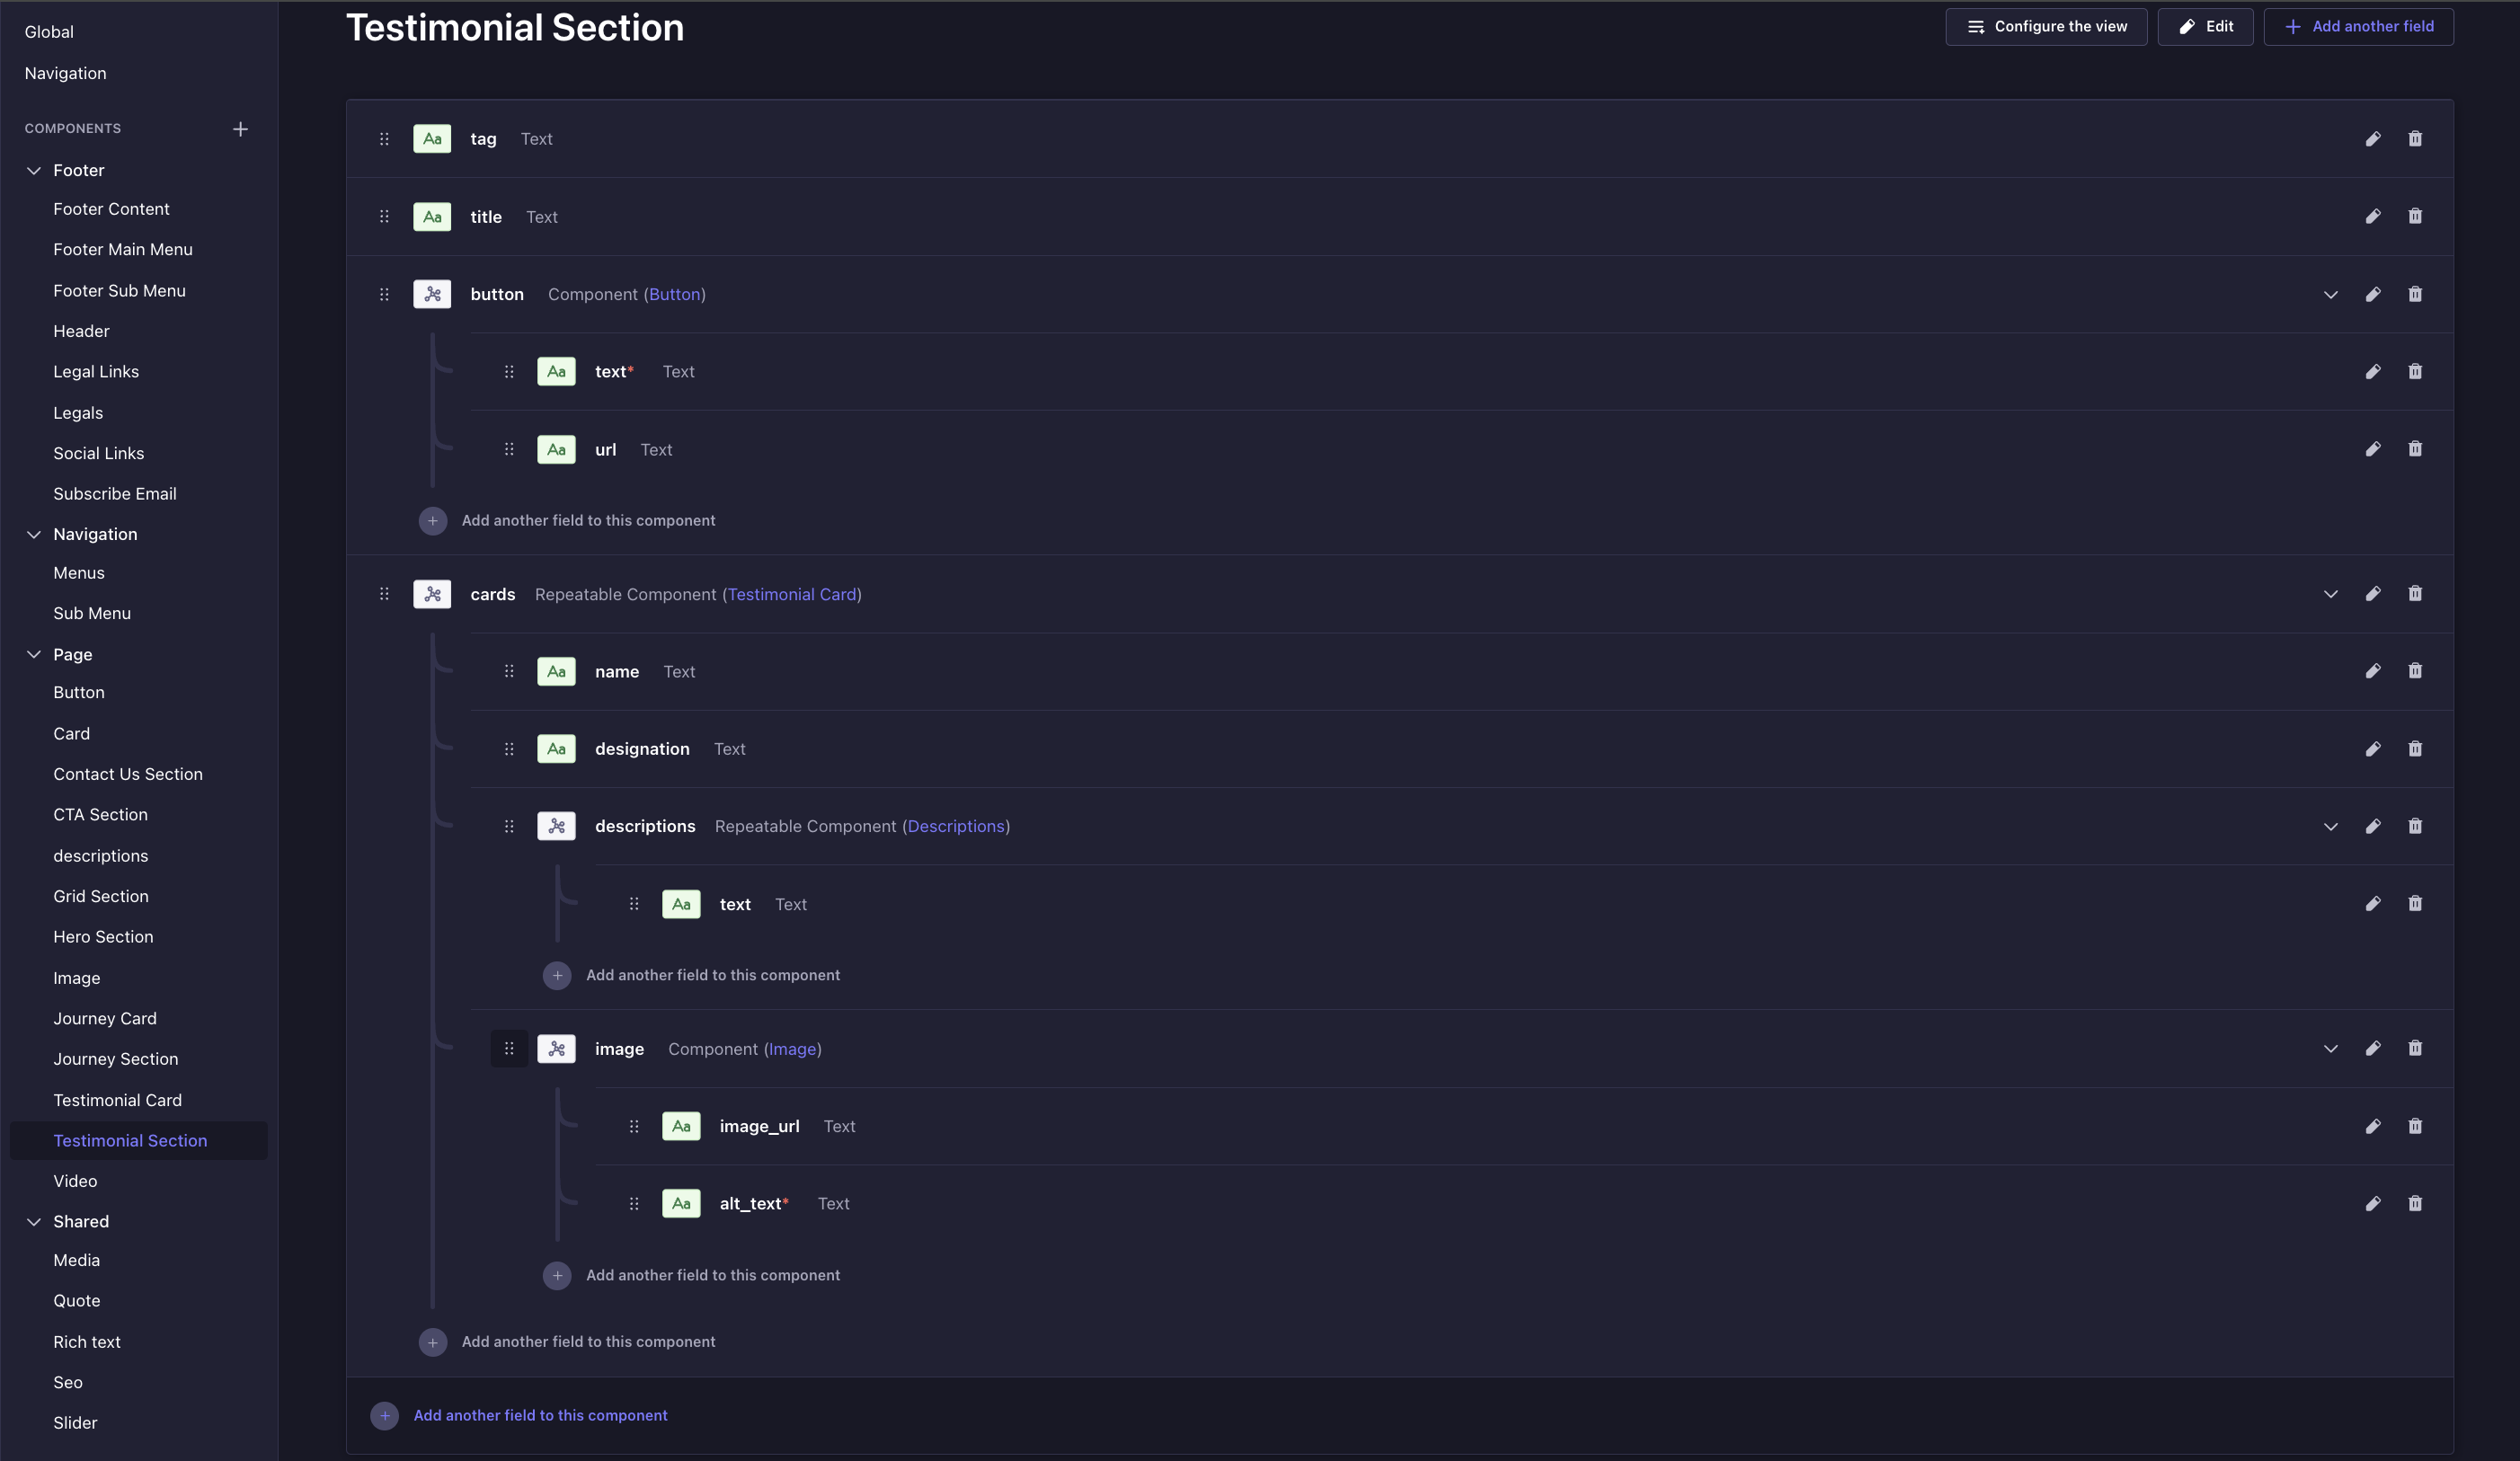 Global
Navigation
COMPONENTS
Footer
Footer Content
Footer Main Menu
Footer Sub Menu
Header
Legal Links
Legals
Social Links
Subscribe Email
Navigation
Menus
Sub Menu
Page
Button
Card
Contact Us Section
CTA Section
descriptions
Grid Section
Hero Section
Image
Journey Card
Journey Section
Testimonial Card
Testimonial Section
Video
Shared
Media
Quote
Rich text
Seo
Slider
Testimonial Section
Configure the view
Edit
Add another field
Aa tag Text
Aa title Text
button Component (Button)
Aa text* Text
Aa url Text
Add another field to this component
cards Repeatable Component (Testimonial Card)
Aa name Text
Aa designation Text
descriptions Repeatable Component (Descriptions)
Aa text Text
Add another field to this component
image Component (Image)
Aa image_url Text
Aa alt_text* Text
Add another field to this component
Add another field to this component
Add another field to this component